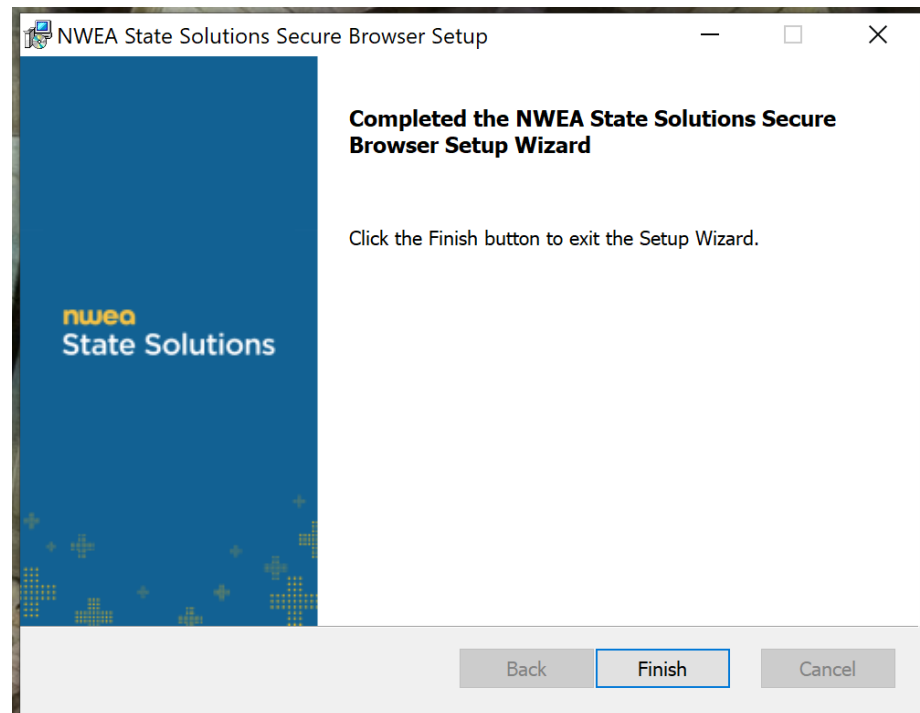 NWEA State Solutions Secure Browser Setup
Completed the NWEA State Solutions Secure
Browser Setup Wizard
Click the Finish button to exit the Setup Wizard.
nwea
State Solutions
Back
Finish
Cancel